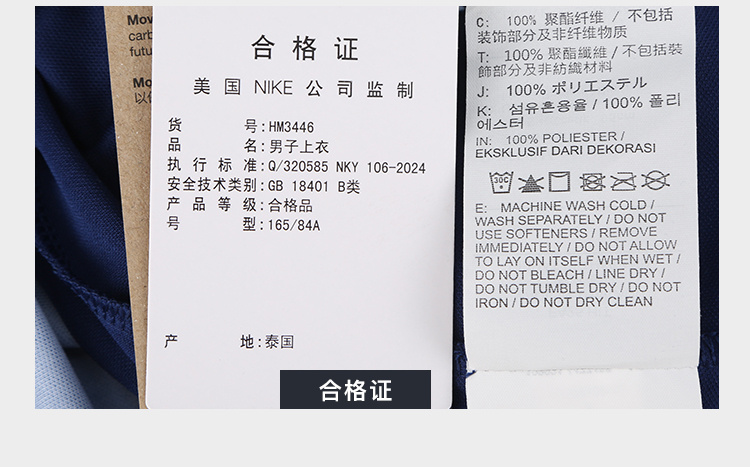 Mov
carb
futu
Mo
以创
合格证
美国 NIKE 公司监制
货 号:HM3446
品 名:男子上衣
执行标准:Q/320585 NKY 106-2024
安全技术类别:GB 18401 B类
产品等级:合格品
号 型:165/84A
产 地:泰国
合格证
C: 100% 聚酯纤维 / 不包括
装饰部分及非纤维物质
T: 100% 聚酯纖維 / 不包括裝
飾部分及非紡織材料
J: 100% ポリエステル
K: 섬유혼용율 / 100% 폴리
에스터
IN: 100% POLIESTER /
EKSKLUSIF DARI DEKORASI
30C
E: MACHINE WASH COLD /
WASH SEPARATELY / DO NOT
USE SOFTENERS / REMOVE
IMMEDIATELY / DO NOT ALLOW
TO LAY ON ITSELF WHEN WET /
DO NOT BLEACH / LINE DRY /
DO NOT TUMBLE DRY / DO NOT
IRON / DO NOT DRY CLEAN